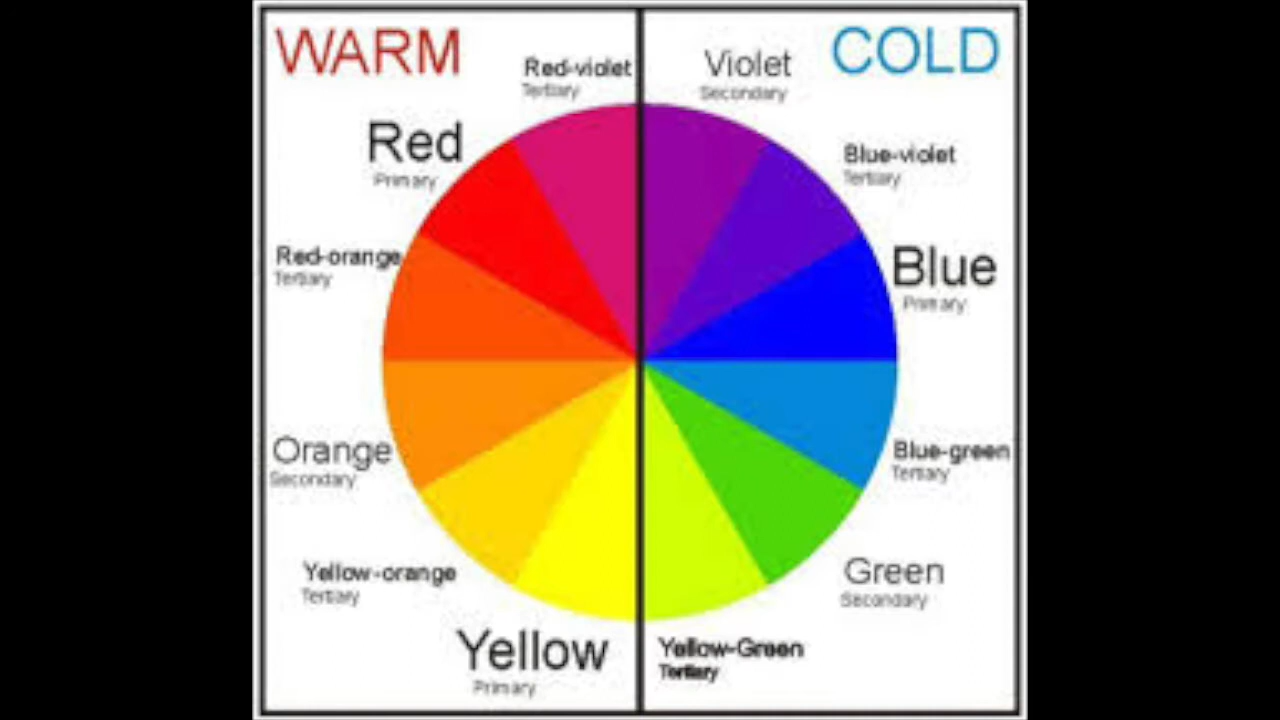 WARM
COLD
Red-violet
Tertiary
Violet
Secondary
Red
Primary
Blue-violet
Tertiary
Red-orange
Tertiary
Blue
Primary
Orange
Secondary
Blue-green
Tertiary
Yellow-orange
Tertiary
Green
Secondary
Yellow
Primary
Yellow-Green
Tertiary